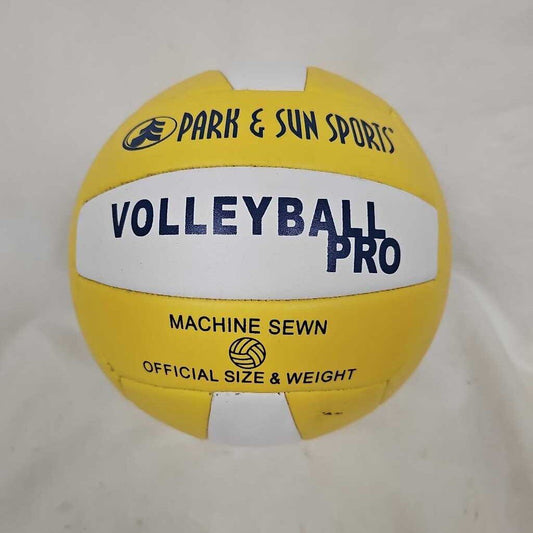 PARK & SUN SPORTS
VOLLEYBALL
PRO
MACHINE SEWN
OFFICIAL SIZE & WEIGHT